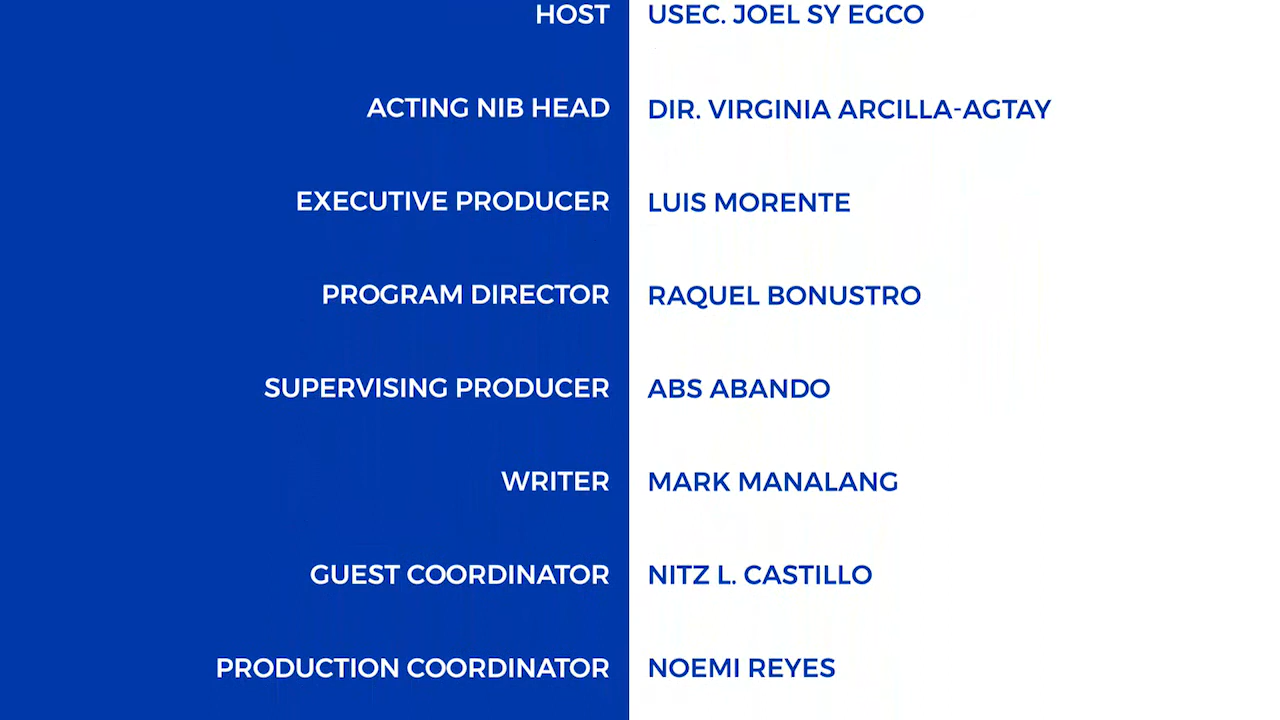 HOST USEC. JOEL SY EGCO
ACTING NIB HEAD DIR. VIRGINIA ARCILLA-AGTAY
EXECUTIVE PRODUCER LUIS MORENTE
PROGRAM DIRECTOR RAQUEL BONUSTRO
SUPERVISING PRODUCER ABS ABANDO
WRITER MARK MANALANG
GUEST COORDINATOR NITZ L. CASTILLO
PRODUCTION COORDINATOR NOEMI REYES